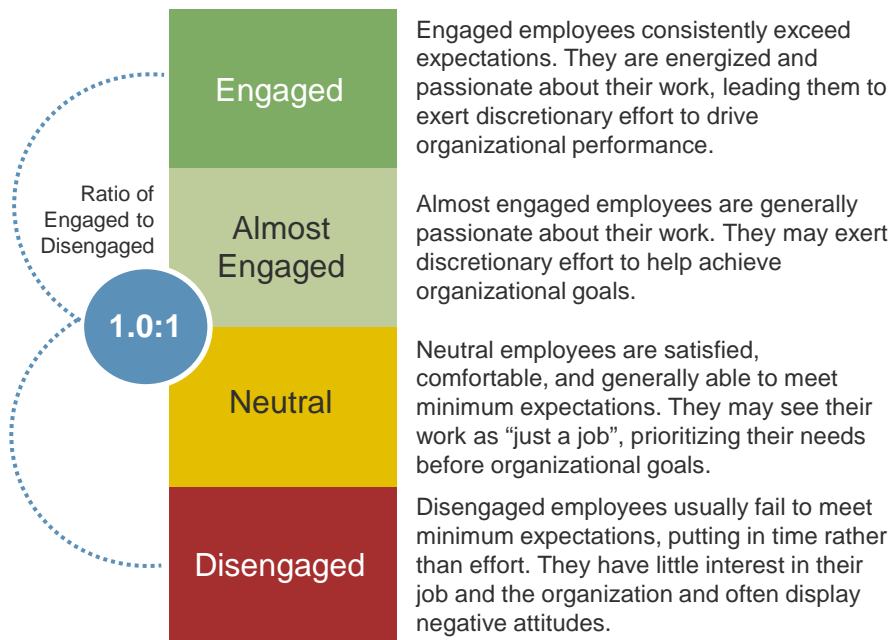 Engaged
Engaged employees consistently exceed
expectations. They are energized and
passionate about their work, leading them to
exert discretionary effort to drive
organizational performance.
Ratio of
Engaged to
Disengaged
1.0:1
Almost
Engaged
Almost engaged employees are generally
passionate about their work. They may exert
discretionary effort to help achieve
organizational goals.
Neutral
Neutral employees are satisfied,
comfortable, and generally able to meet
minimum expectations. They may see their
work as “just a job”, prioritizing their needs
before organizational goals.
Disengaged
Disengaged employees usually fail to meet
minimum expectations, putting in time rather
than effort. They have little interest in their
job and the organization and often display
negative attitudes.